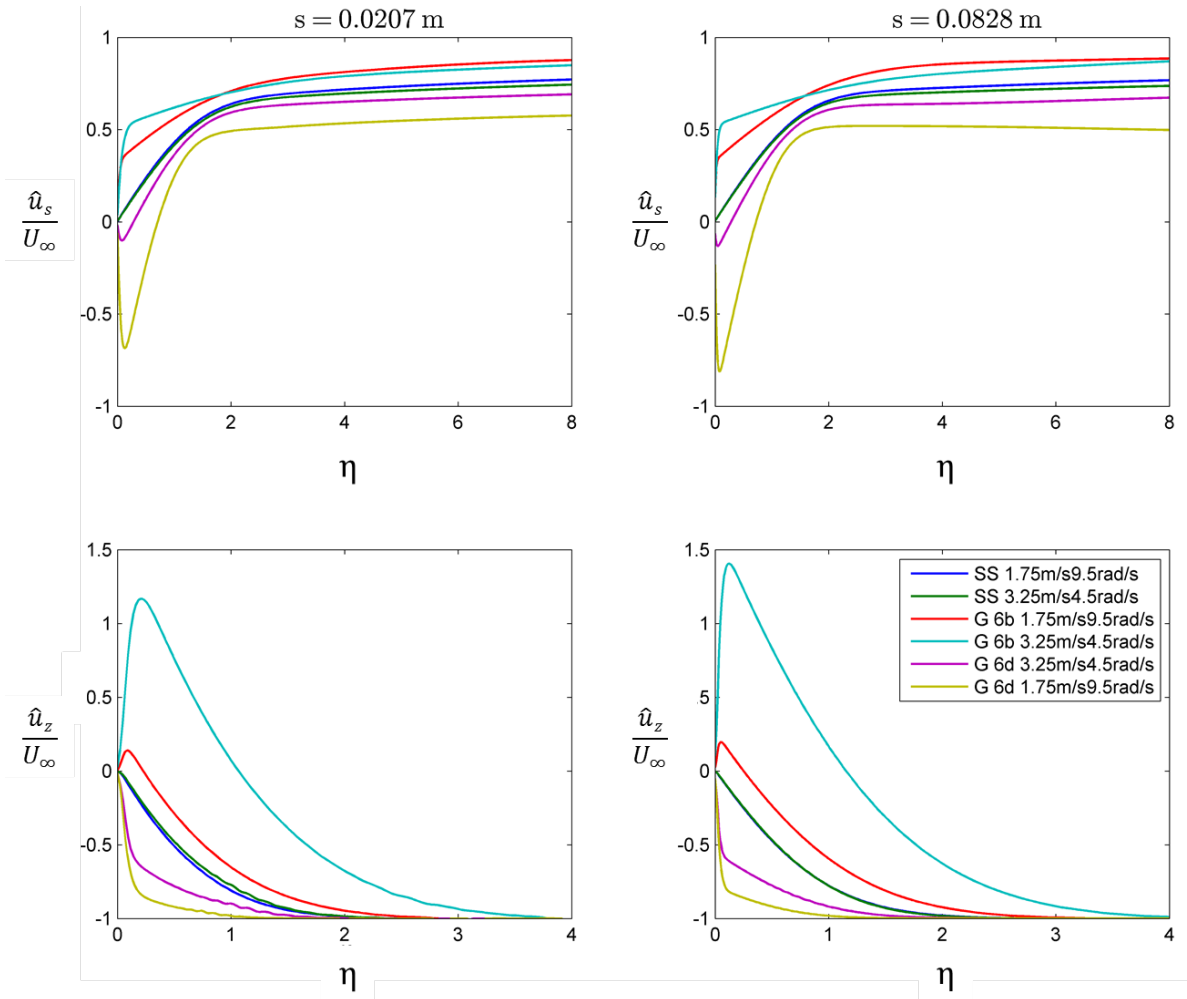 s = 0.0207 m
s = 0.0828 m
1
0.5
0
-0.5
-1
0 2 4 6 8
û_s
U_∞
η
1
0.5
0
-0.5
-1
0 2 4 6 8
û_s
U_∞
η
1.5
1
0.5
0
-0.5
-1
0 1 2 3 4
û_z
U_∞
η
1.5
1
0.5
0
-0.5
-1
0 1 2 3 4
û_z
U_∞
η
SS 1.75m/s9.5rad/s
SS 3.25m/s4.5rad/s
G 6b 1.75m/s9.5rad/s
G 6b 3.25m/s4.5rad/s
G 6d 3.25m/s4.5rad/s
G 6d 1.75m/s9.5rad/s